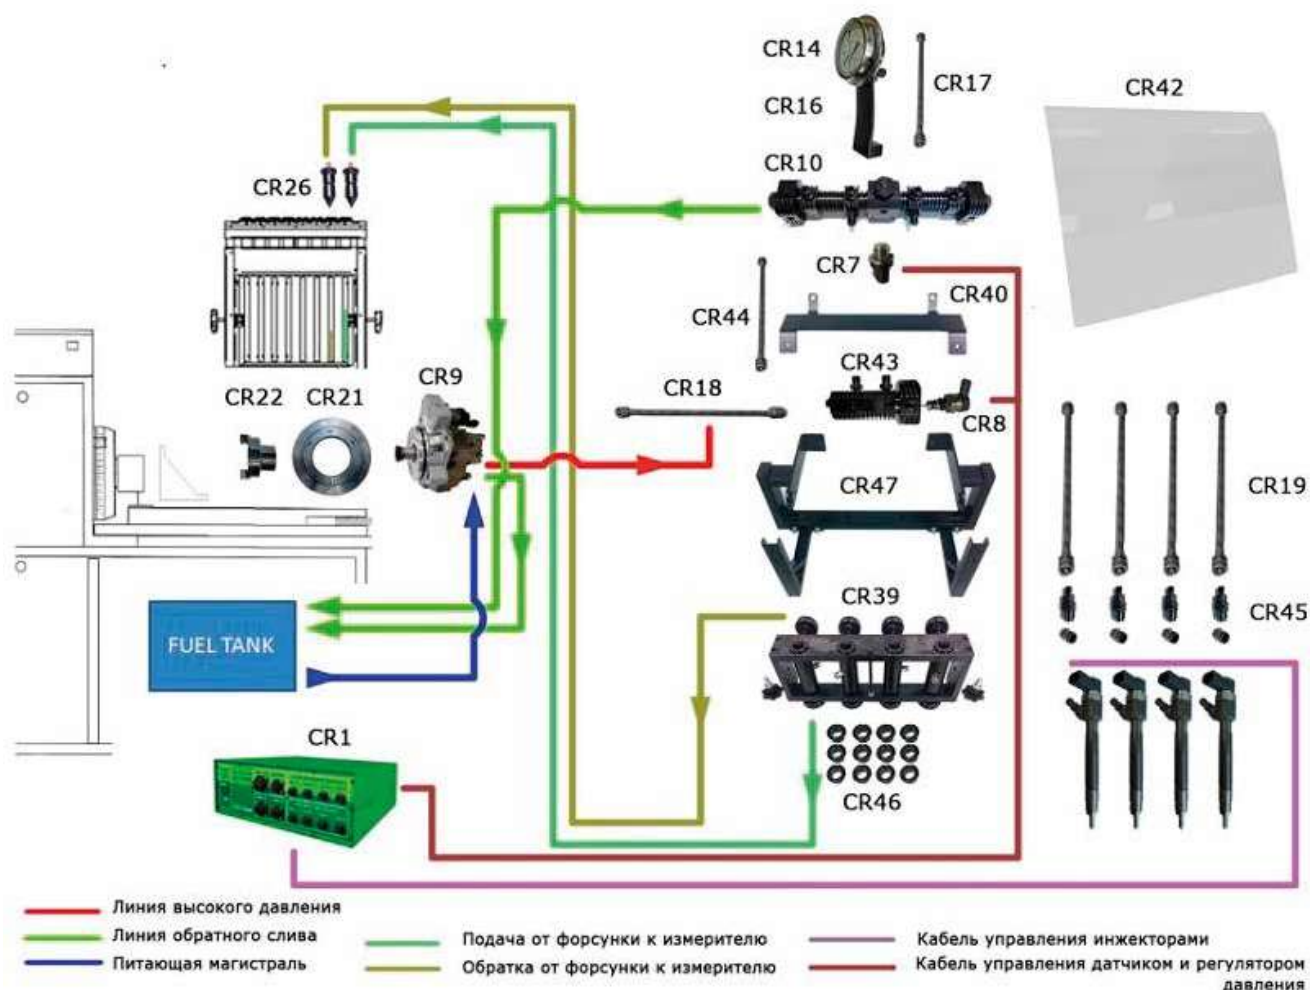 CR14
CR17
CR42
CR16
CR10
CR26
CR7
CR40
CR44
CR43
CR9
CR22
CR21
CR18
CR8
CR47
CR19
CR39
CR45
FUEL TANK
CR1
CR46
Линия высокого давления
Линия обратного слива
Подача от форсунки к измерителю
Кабель управления инжекторами
Питающая магистраль
Обратка от форсунки к измерителю
Кабель управления датчиком и регулятором
давления